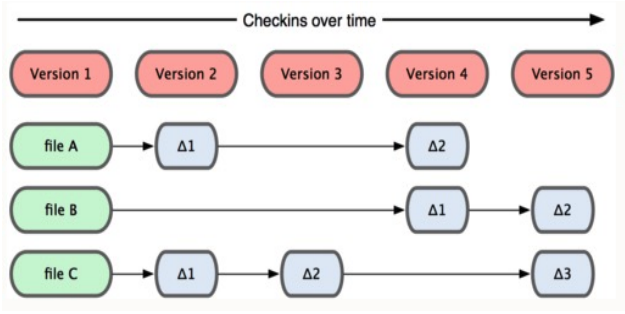 Checkins over time
Version 1 Version 2 Version 3 Version 4 Version 5
file A Δ1 Δ2
file B Δ1 Δ2
file C Δ1 Δ2 Δ3